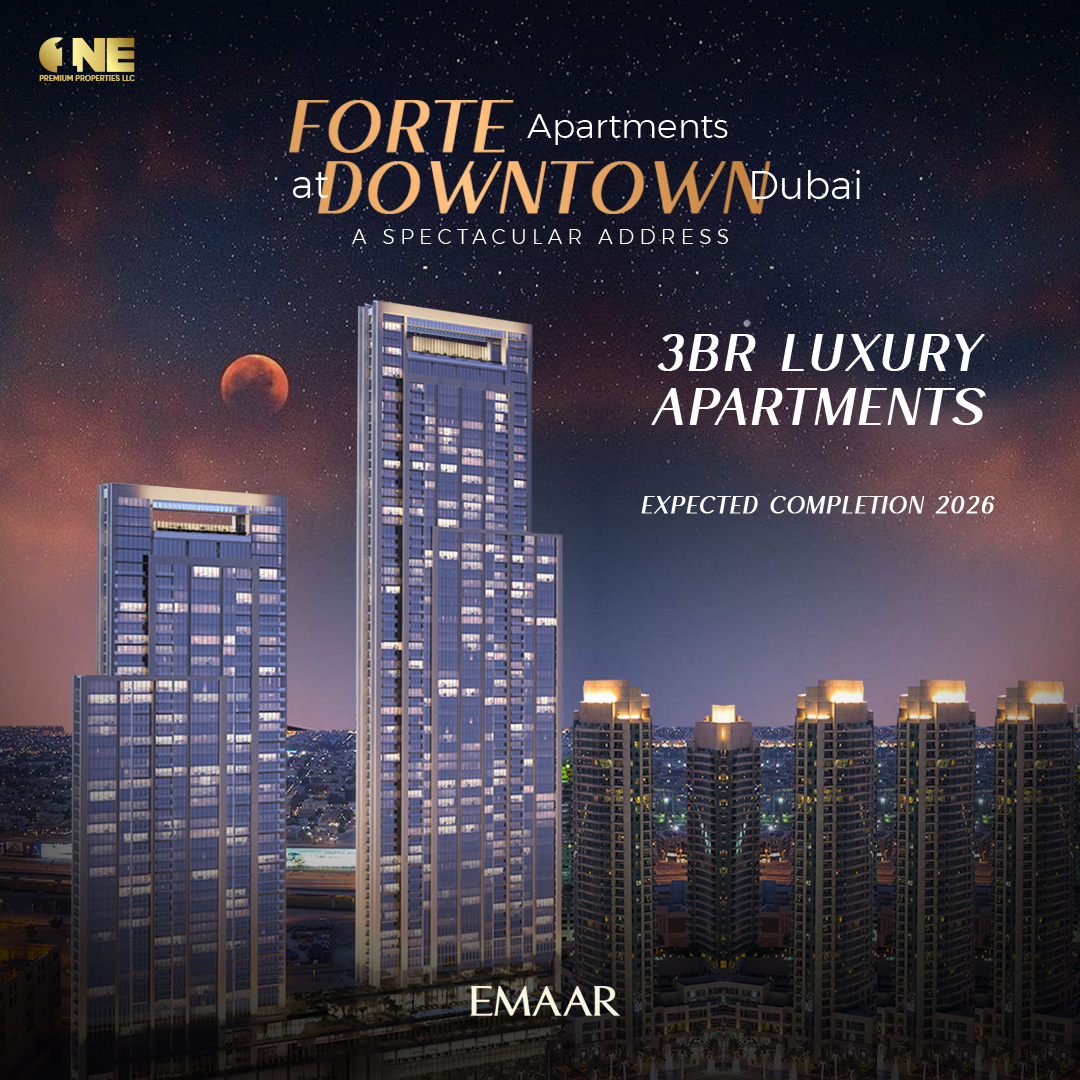 1NE
PREMIUM PROPERTIES LLC
FORTE Apartments
at DOWNTOWN Dubai
A SPECTACULAR ADDRESS
3BR LUXURY
APARTMENTS
EXPECTED COMPLETION 2026
EMAAR